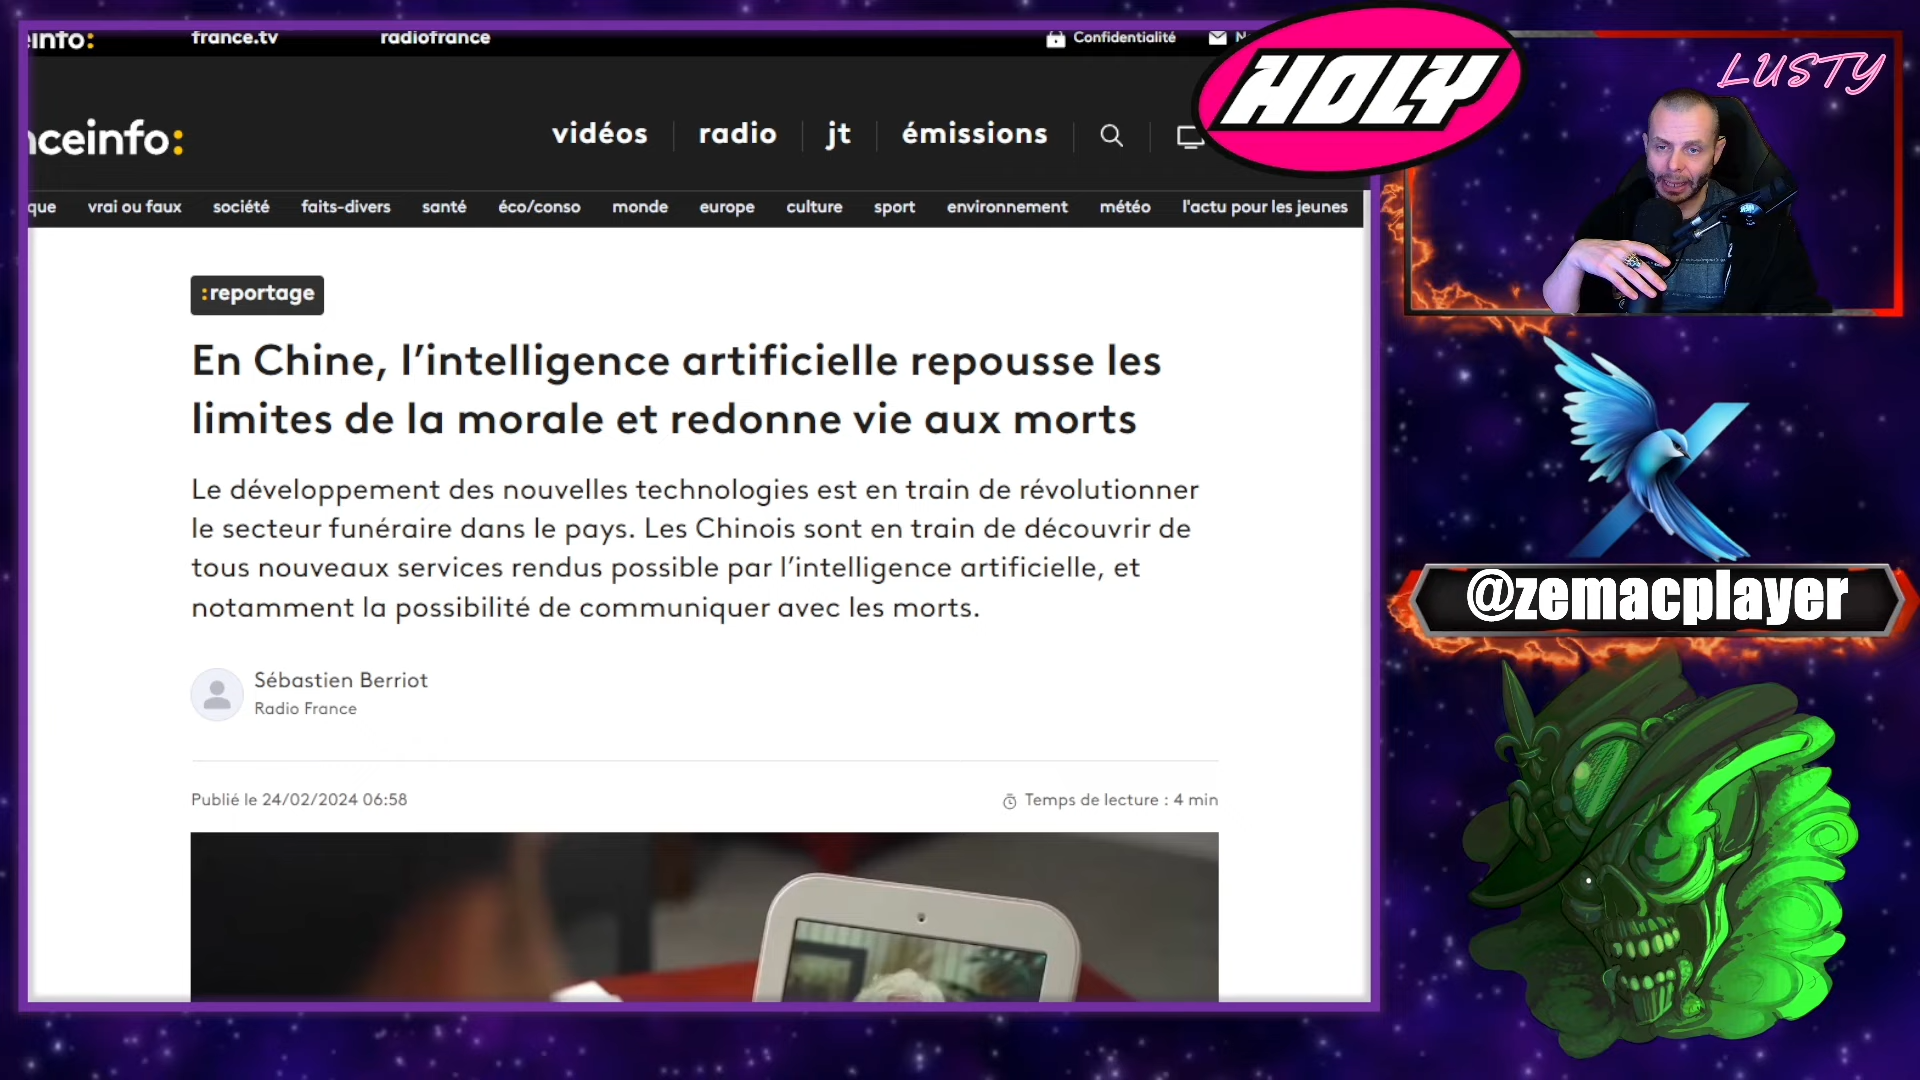 einfo:
france.tv
radiofrance
Confidentialité
N
HOLY
LUSTY
nceinfo:
vidéos
radio
jt
émissions
que
vrai ou faux
société
faits-divers
santé
éco/conso
monde
europe
culture
sport
environnement
météo
l'actu pour les jeunes
:reportage
En Chine, l’intelligence artificielle repousse les
limites de la morale et redonne vie aux morts
Le développement des nouvelles technologies est en train de révolutionner
le secteur funéraire dans le pays. Les Chinois sont en train de découvrir de
tous nouveaux services rendus possible par l’intelligence artificielle, et
notamment la possibilité de communiquer avec les morts.
Sébastien Berriot
Radio France
Publié le 24/02/2024 06:58
Temps de lecture : 4 min
@zemacplayer